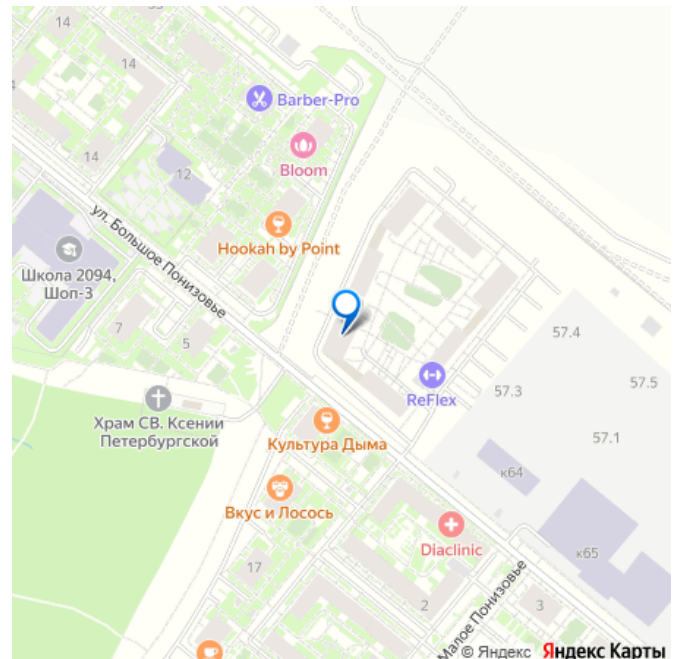 14
14
14
Barber-Pro
Bloom
12
Hookah by Point
ул. Большое Понизовье
Школа 2094,
Шоп-3
7
5
57.4
57.5
57.3
57.1
ReFlex
Храм СВ. Ксении
Петербургской
Культура Дыма
к64
Вкус и Лосось
Diaclinic
к65
17
2
3
Малое Понизовье
© Яндекс Яндекс Карты